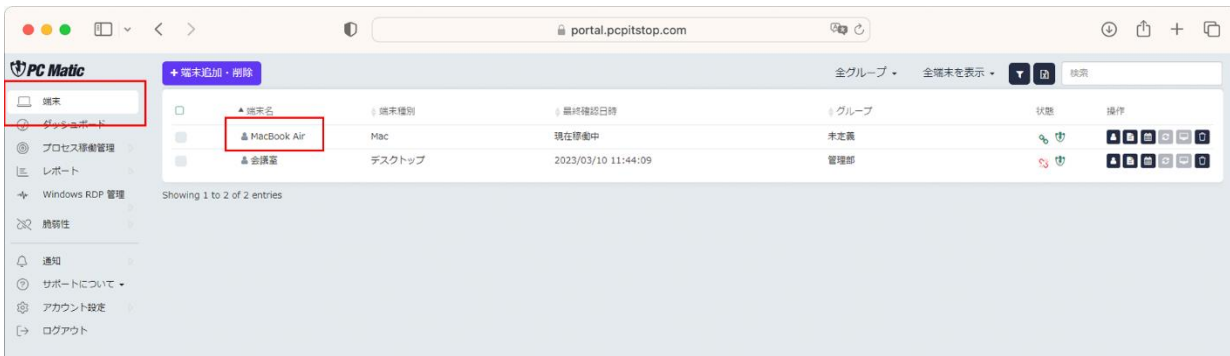 portal.pcpitstop.com
PC Matic
+ 端末追加・削除
全グループ
全端末を表示
検索
端末
ダッシュボード
プロセス稼働管理
レポート
Windows RDP 管理
脆弱性
通知
サポートについて
アカウント設定
ログアウト
端末名 端末種別 最終確認日時 グループ 状態 操作
MacBook Air Mac 現在稼働中 未定義
会議室 デスクトップ 2023/03/10 11:44:09 管理部
Showing 1 to 2 of 2 entries